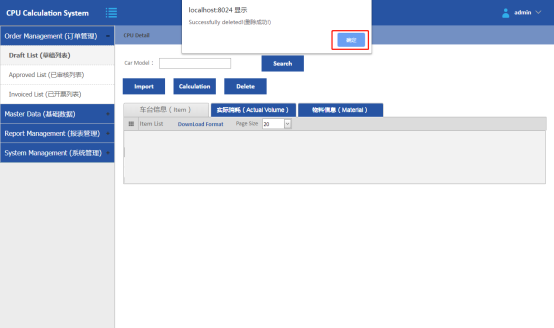 CPU Calculation System
admin
localhost:8024 显示
Successfully deleted!(删除成功!)
确定
Order Management (订单管理)
Draft List (草稿列表)
Approved List (已审核列表)
Invoiced List (已开票列表)
Master Data (基础数据)
Report Management (报表管理)
System Management (系统管理)
CPU Detail
Car Model :
Search
Import Calculation Delete
车台信息 ( Item ) 实际消耗 ( Actual Volume ) 物料信息 ( Material )
Item List Download Format Page Size 20